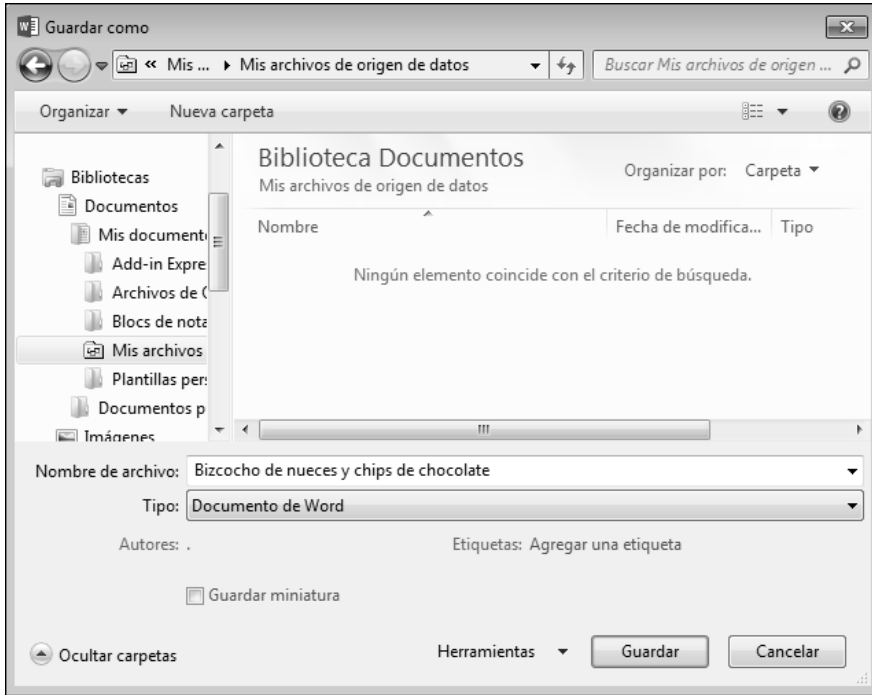 Guardar como
« Mis ... Mis archivos de origen de datos Buscar Mis archivos de origen ...
Organizar Nueva carpeta
Bibliotecas
Documentos
Mis document
Add-in Expre
Archivos de
Blocs de nota
Mis archivos
Plantillas pers
Documentos p
Imágenes
Biblioteca Documentos
Mis archivos de origen de datos
Organizar por: Carpeta
Nombre Fecha de modifica... Tipo
Ningún elemento coincide con el criterio de búsqueda.
Nombre de archivo: Bizcocho de nueces y chips de chocolate
Tipo: Documento de Word
Autores: . Etiquetas: Agregar una etiqueta
Guardar miniatura
Ocultar carpetas Herramientas Guardar Cancelar